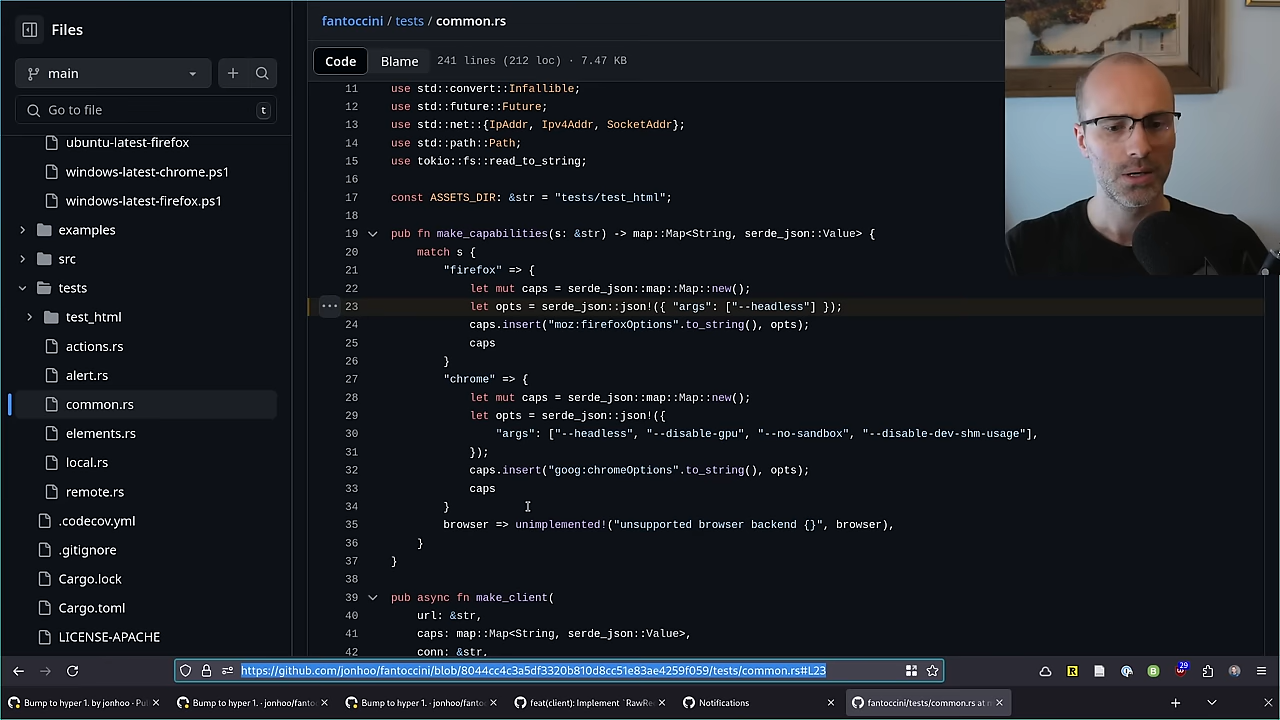 Files
main
Go to file
t
ubuntu-latest-firefox
windows-latest-chrome.ps1
windows-latest-firefox.ps1
examples
src
tests
test_html
actions.rs
alert.rs
common.rs
elements.rs
local.rs
remote.rs
.codecov.yml
.gitignore
Cargo.lock
Cargo.toml
LICENSE-APACHE
fantoccini / tests / common.rs
Code Blame 241 lines (212 loc) · 7.47 KB
11 use std::convert::Infallible;
12 use std::future::Future;
13 use std::net::{IpAddr, Ipv4Addr, SocketAddr};
14 use std::path::Path;
15 use tokio::fs::read_to_string;
16
17 const ASSETS_DIR: &str = "tests/test_html";
18
19 pub fn make_capabilities(s: &str) -> map::Map<String, serde_json::Value> {
20 match s {
21 "firefox" => {
22 let mut caps = serde_json::map::Map::new();
23 let opts = serde_json::json!({ "args": ["--headless"] });
24 caps.insert("moz:firefoxOptions".to_string(), opts);
25 caps
26 }
27 "chrome" => {
28 let mut caps = serde_json::map::Map::new();
29 let opts = serde_json::json!({
30 "args": ["--headless", "--disable-gpu", "--no-sandbox", "--disable-dev-shm-usage"],
31 });
32 caps.insert("goog:chromeOptions".to_string(), opts);
33 caps
34 }
35 browser => unimplemented!("unsupported browser backend {}", browser),
36 }
37 }
38
39 pub async fn make_client(
40 url: &str,
41 caps: map::Map<String, serde_json::Value>,
42 conn: &str,
https://github.com/jonhoo/fantoccini/blob/8044cc4c3a5df3320b810d8cc51e83ae4259f059/tests/common.rs#L23
29
Bump to hyper 1. by jonhoo · Pu
Bump to hyper 1. · jonhoo/fanto
Bump to hyper 1. · jonhoo/fanto
feat(client): Implement `RawRe
Notifications
fantoccini/tests/common.rs at m